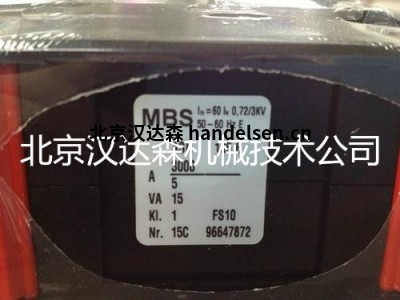 MBS Ith=60 IN 0,72/3KV
50-60 Hz E
北京汉达森 handelsen.cn
北京汉达森机械技术公司
A 3000
5
VA 15
Kl. 1 FS10
Nr. 15C 96647872